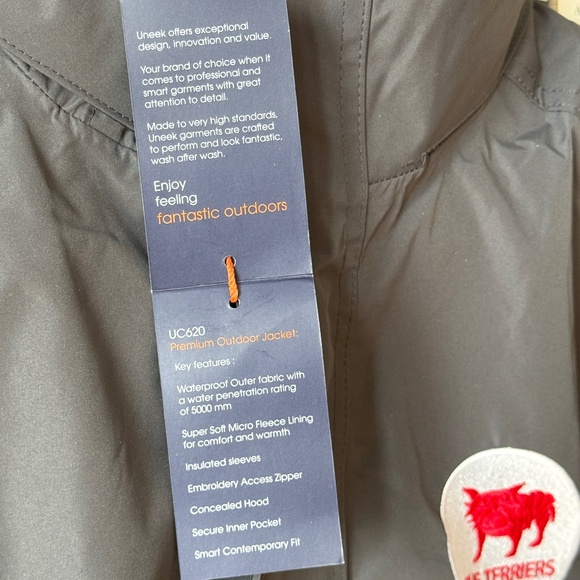 Uneek offers exceptional
design, innovation and value.
Your brand of choice when it
comes to professional and
smart garments with great
attention to detail.
Made to very high standards,
Uneek garments are crafted
to perform and look fantastic,
wash after wash.
Enjoy
feeling
fantastic outdoors
UC620
Premium Outdoor Jacket:
Key features :
Waterproof Outer fabric with
a water penetration rating
of 5000 mm
Super Soft Micro Fleece Lining
for comfort and warmth
Insulated sleeves
Embroidery Access Zipper
Concealed Hood
Secure Inner Pocket
Smart Contemporary Fit
TERRIERS